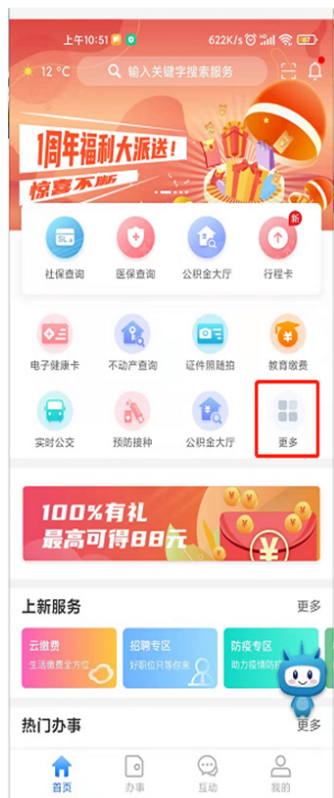 上午10:51
622K/s
67
12 °C
输入关键字搜索服务
1周年福利大派送!
惊喜不断
社保查询
医保查询
公积金大厅
新
行程卡
电子健康卡
不动产查询
证件照随拍
教育缴费
实时公交
预防接种
公积金大厅
更多
100%有礼
最高可得88元
上新服务
更多
云缴费
生活缴费全方位
招聘专区
好职位只等你来
防疫专区
助力疫情防
热门办事
更多
首页
办事
互动
我的